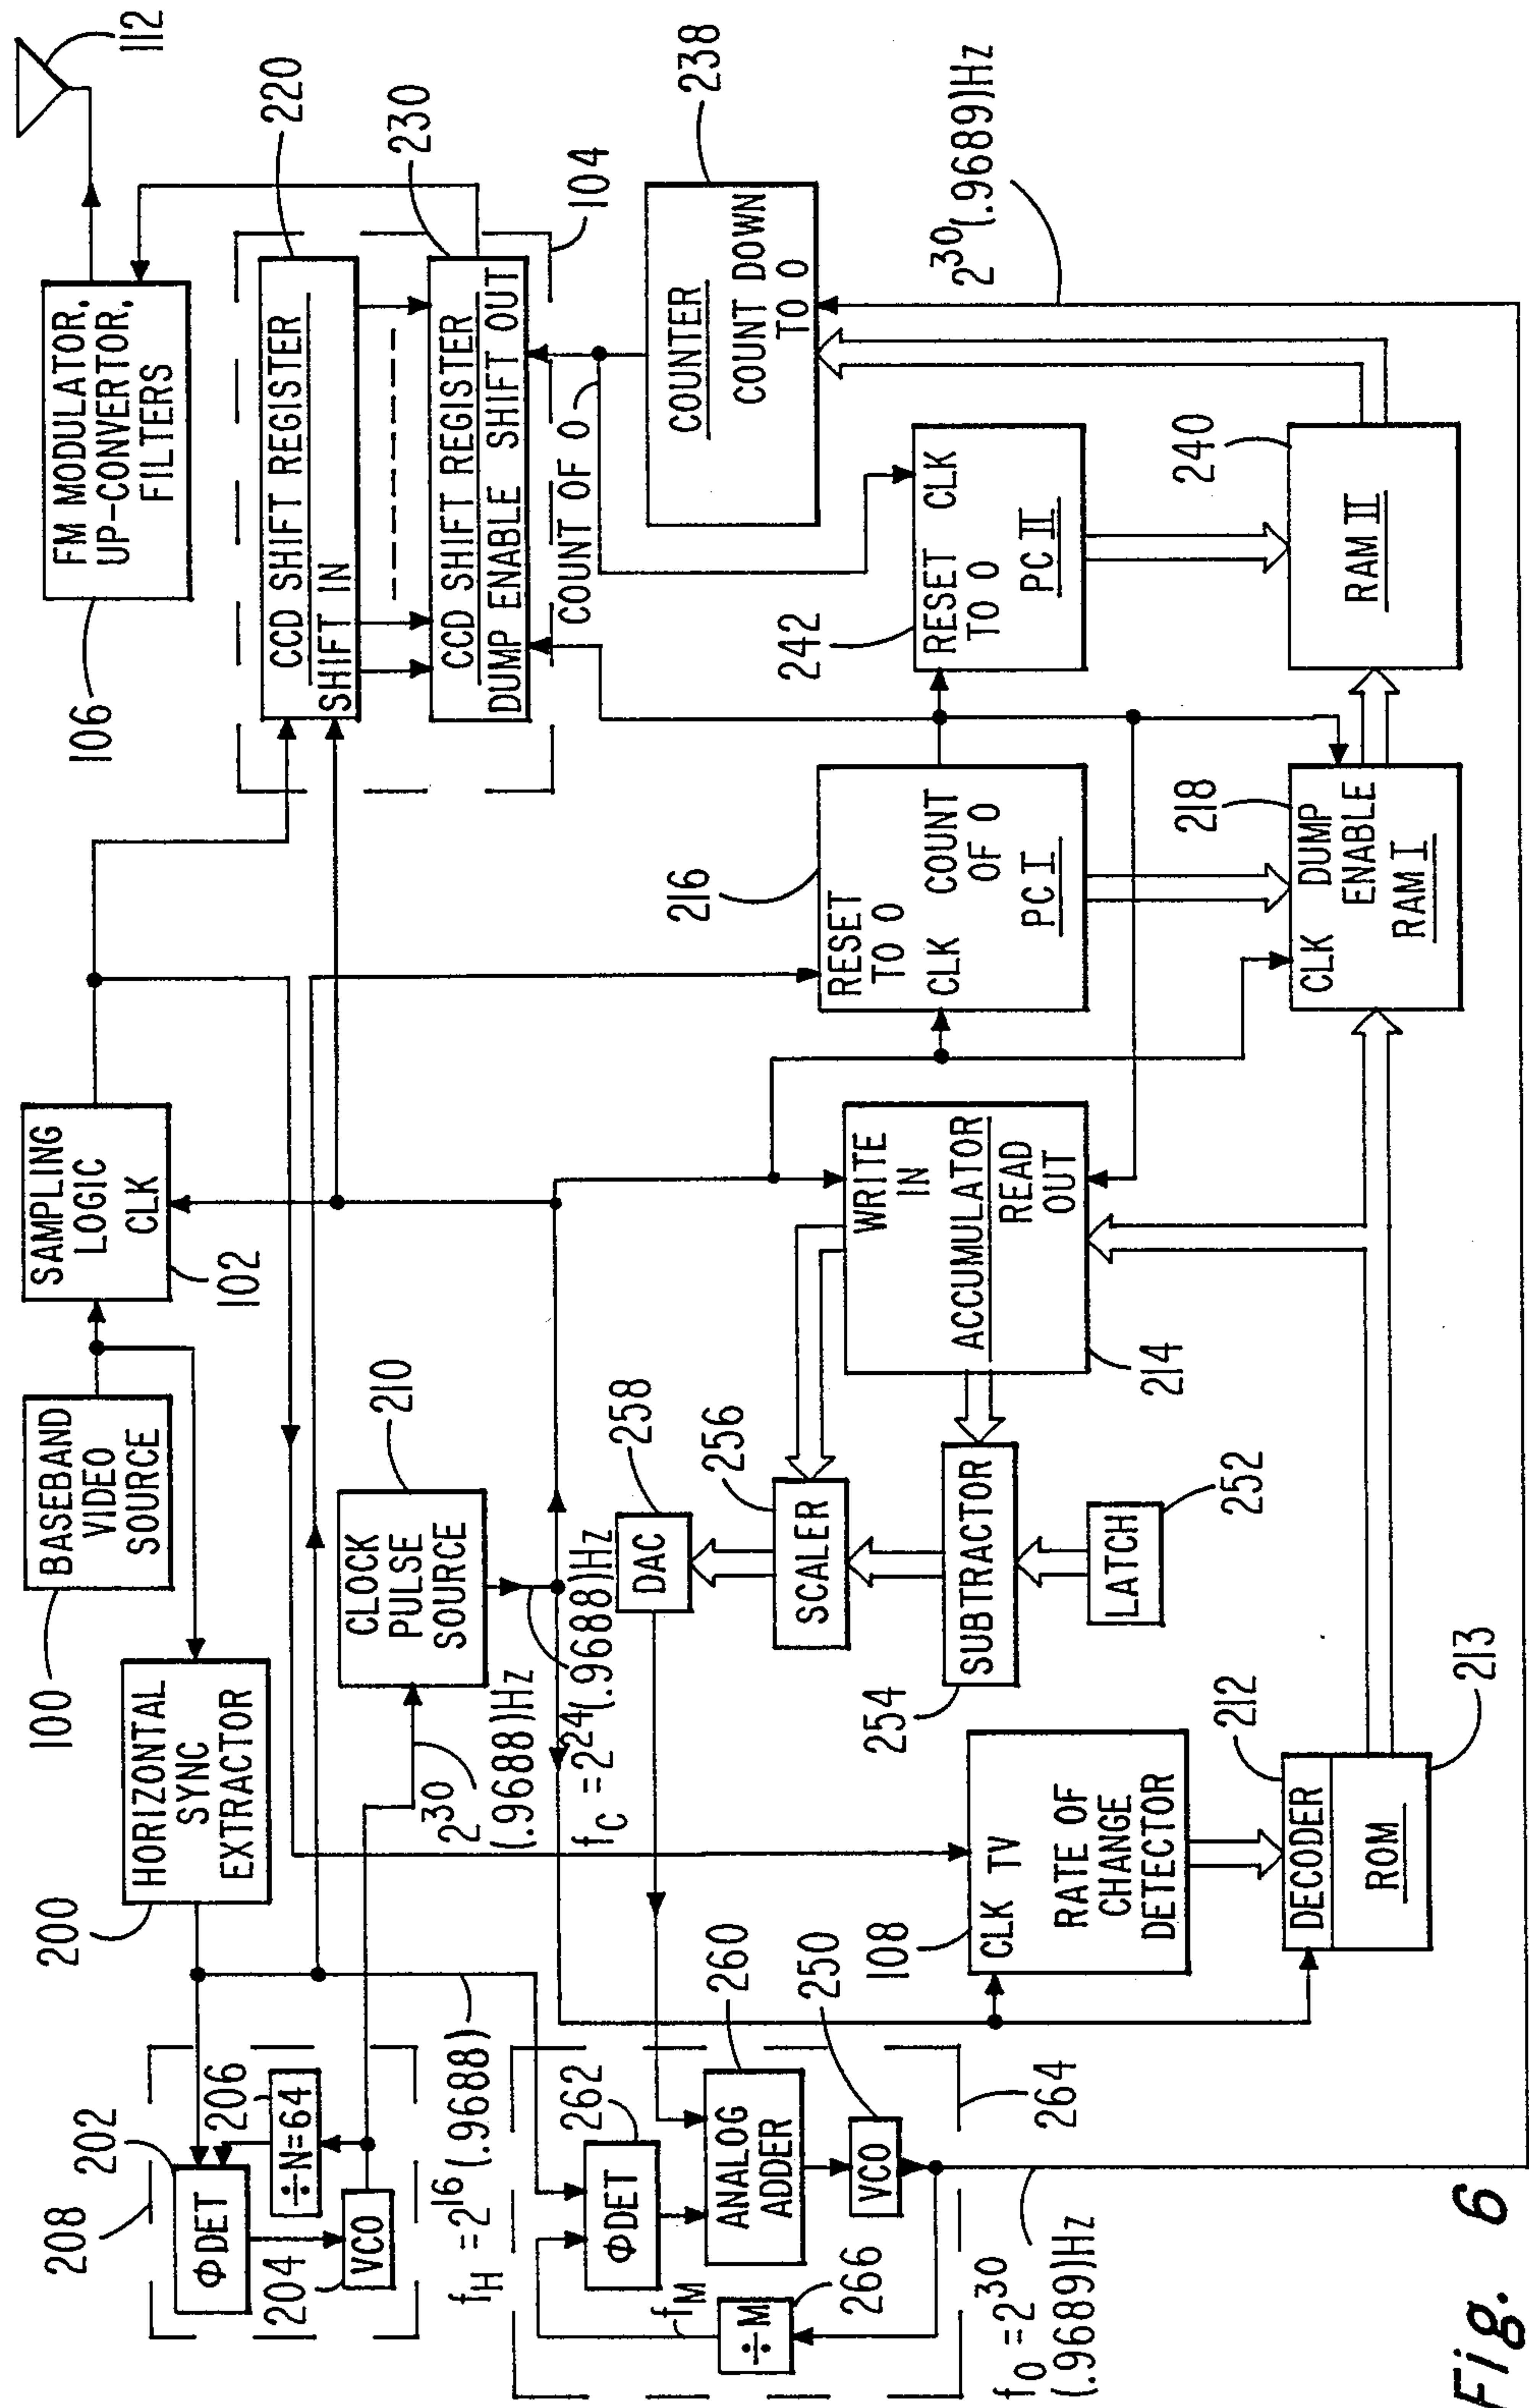 112
FM MODULATOR,
UP-CONVERTOR,
FILTERS
106
CCD SHIFT REGISTER
SHIFT IN
220
CCD SHIFT REGISTER
DUMP ENABLE SHIFT OUT
230
104
COUNT OF 0
COUNTER
COUNT DOWN
TO 0
238
2^30(.9689)Hz
RESET CLK
TO 0
PC II
242
RAM II
240
SAMPLING
LOGIC
CLK
102
BASEBAND
VIDEO
SOURCE
100
HORIZONTAL
SYNC
EXTRACTOR
200
CLOCK
PULSE
SOURCE
210
2^30
(.9688)Hz
f_C = 2^24(.9688)Hz
RESET
TO 0
CLK COUNT
OF 0
PC I
216
CLK DUMP
ENABLE
RAM I
218
WRITE
IN
ACCUMULATOR
READ
OUT
214
DAC
258
SCALER
256
SUBTRACTOR
254
LATCH
252
CLK TV
RATE OF
CHANGE
DETECTOR
108
DECODER
212
ROM
213
208
202
ΦDET
206
÷N=64
204
VCO
f_H = 2^16(.9688)
262
ΦDET
260
ANALOG
ADDER
250
VCO
264
f_M
÷M
266
f_0 = 2^30
(.9689)Hz
Fig. 6